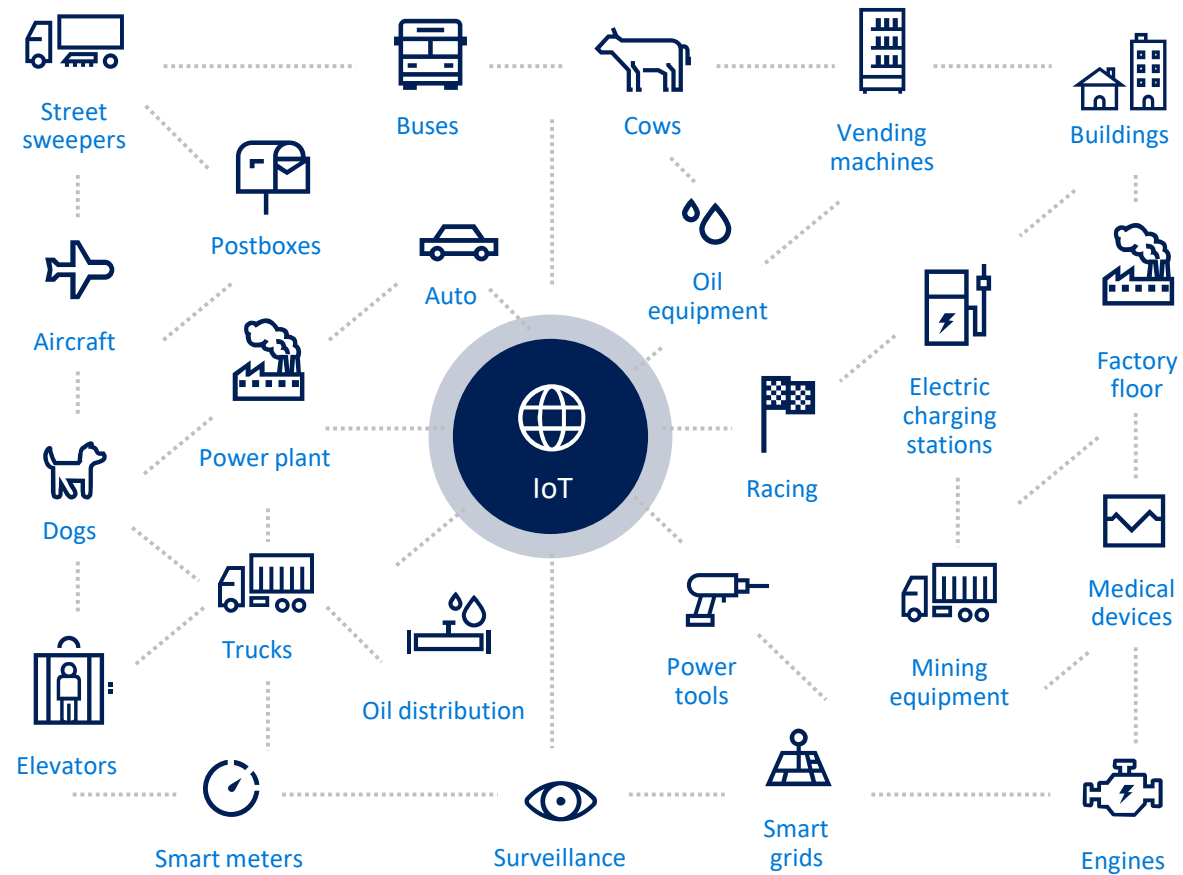 Street
sweepers
Buses
Cows
Vending
machines
Buildings
Postboxes
Auto
Oil
equipment
Aircraft
Factory
floor
Electric
charging
stations
Power plant
IoT
Racing
Dogs
Medical
devices
Trucks
Power
tools
Mining
equipment
Oil distribution
Elevators
Smart meters
Surveillance
Smart
grids
Engines